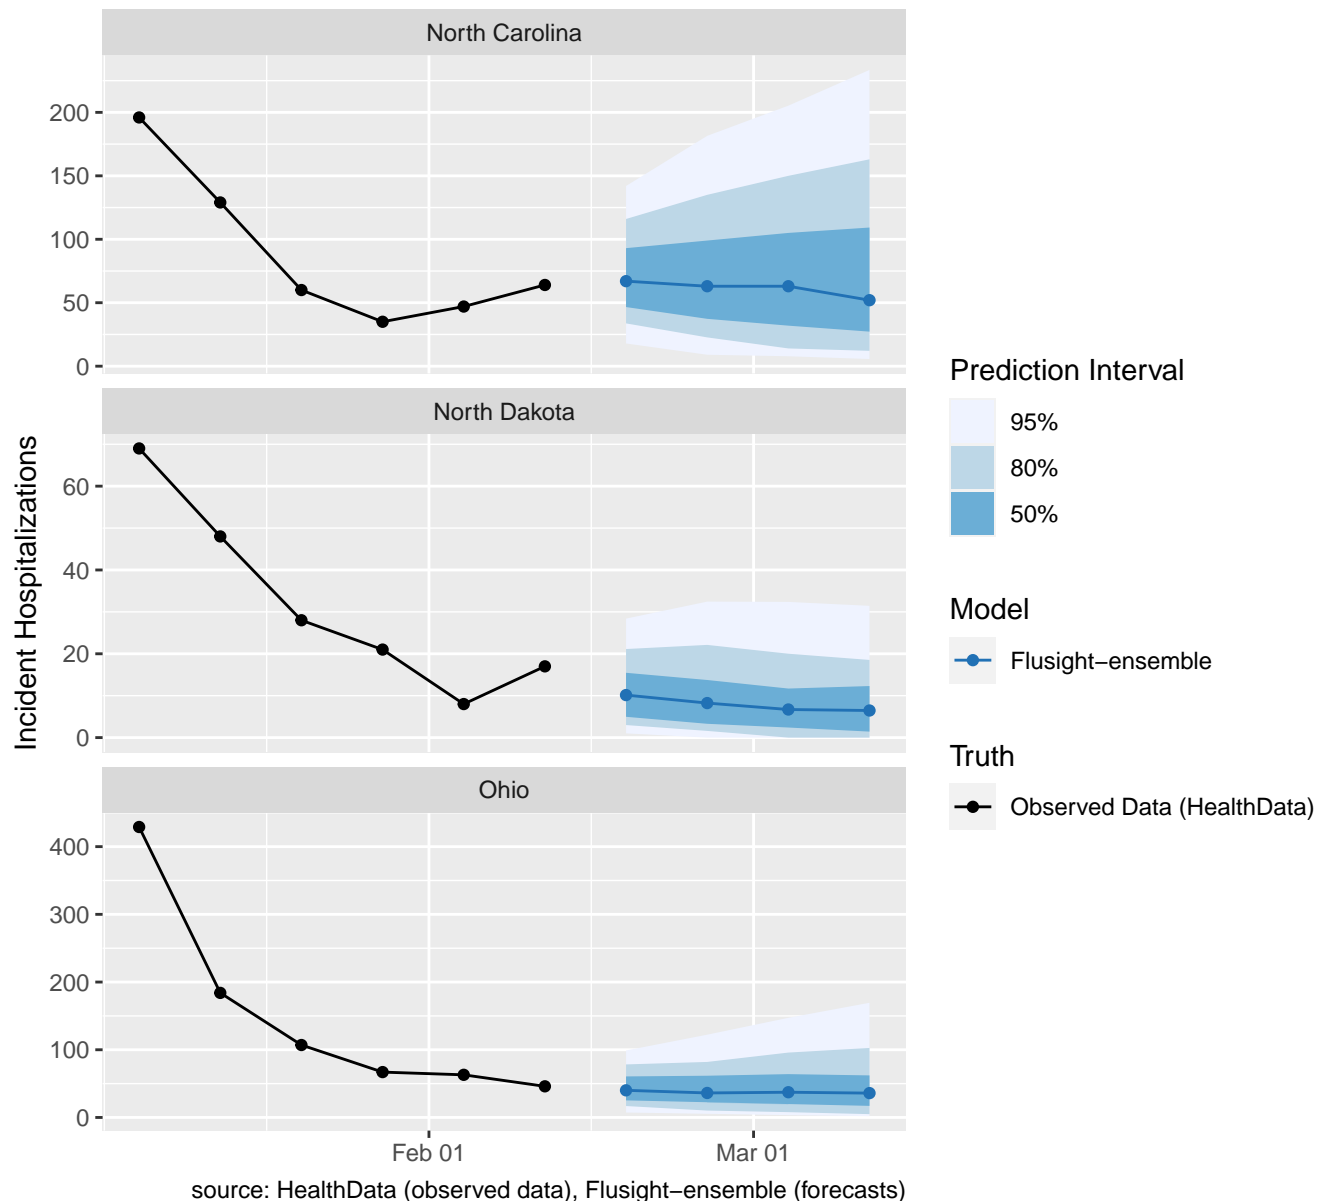 North Carolina
200
150
100
50
0
North Dakota
60
40
20
0
Ohio
400
300
200
100
0
Incident Hospitalizations
Feb 01
Mar 01
source: HealthData (observed data), Flusight−ensemble (forecasts)
Prediction Interval
95%
80%
50%
Model
Flusight−ensemble
Truth
Observed Data (HealthData)